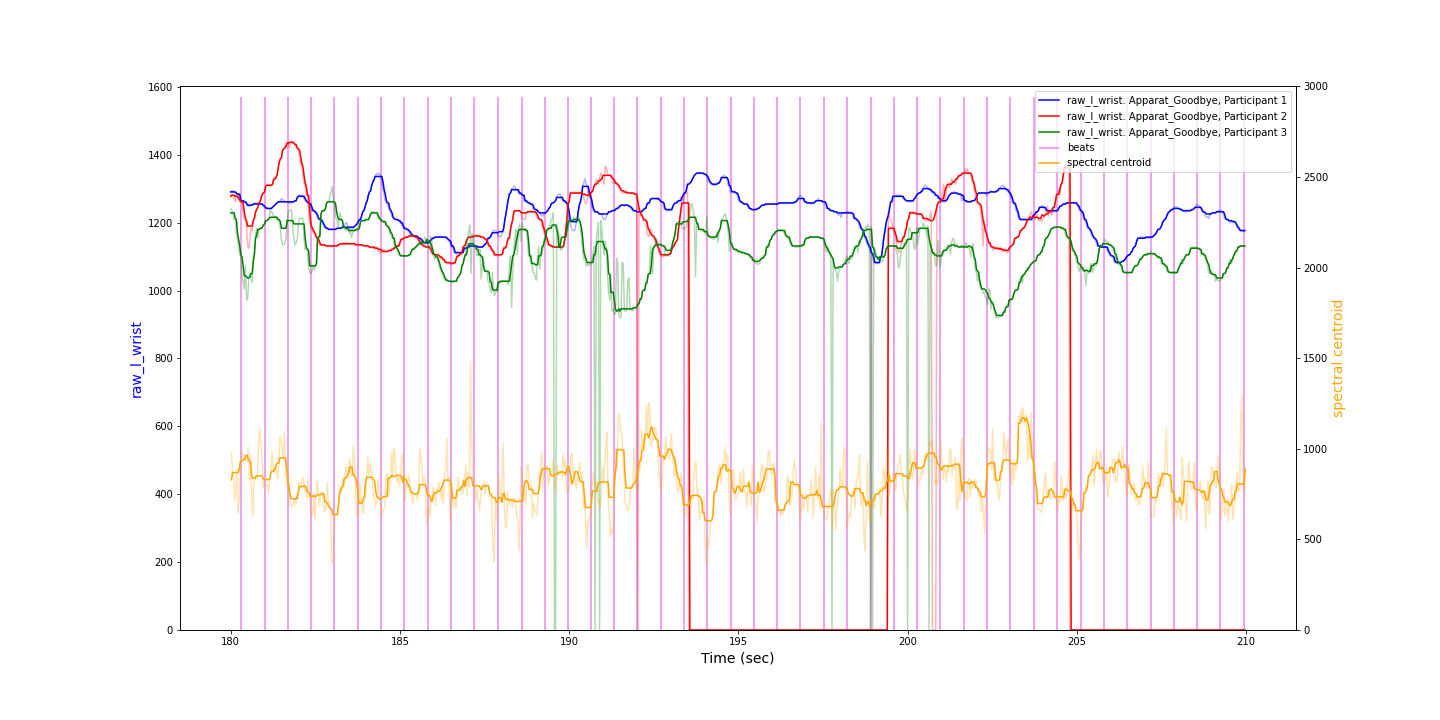 1600
1400
1200
1000
800
600
400
200
0
raw_l_wrist
3000
2500
2000
1500
1000
500
0
spectral centroid
raw_l_wrist. Apparat_Goodbye, Participant 1
raw_l_wrist. Apparat_Goodbye, Participant 2
raw_l_wrist. Apparat_Goodbye, Participant 3
beats
spectral centroid
180 185 190 195 200 205 210
Time (sec)